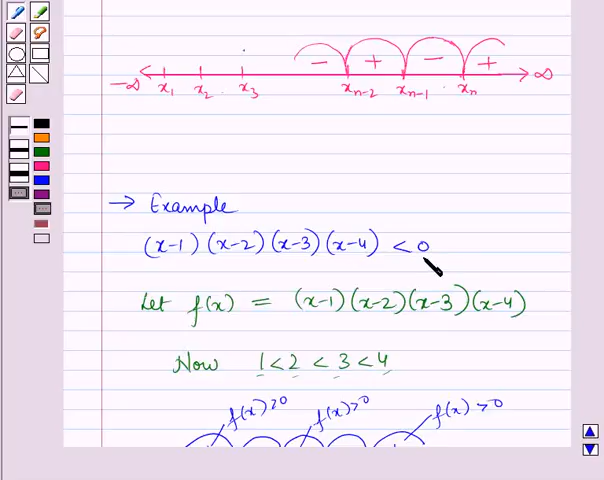 − + − +
−∞ x₁ x₂ x₃ xₙ₋₂ xₙ₋₁ xₙ ∞
→ Example
(x−1)(x−2)(x−3)(x−4) < 0
Let f(x) = (x−1)(x−2)(x−3)(x−4)
Now 1 < 2 < 3 < 4
f(x)>0 f(x)>0 f(x)>0